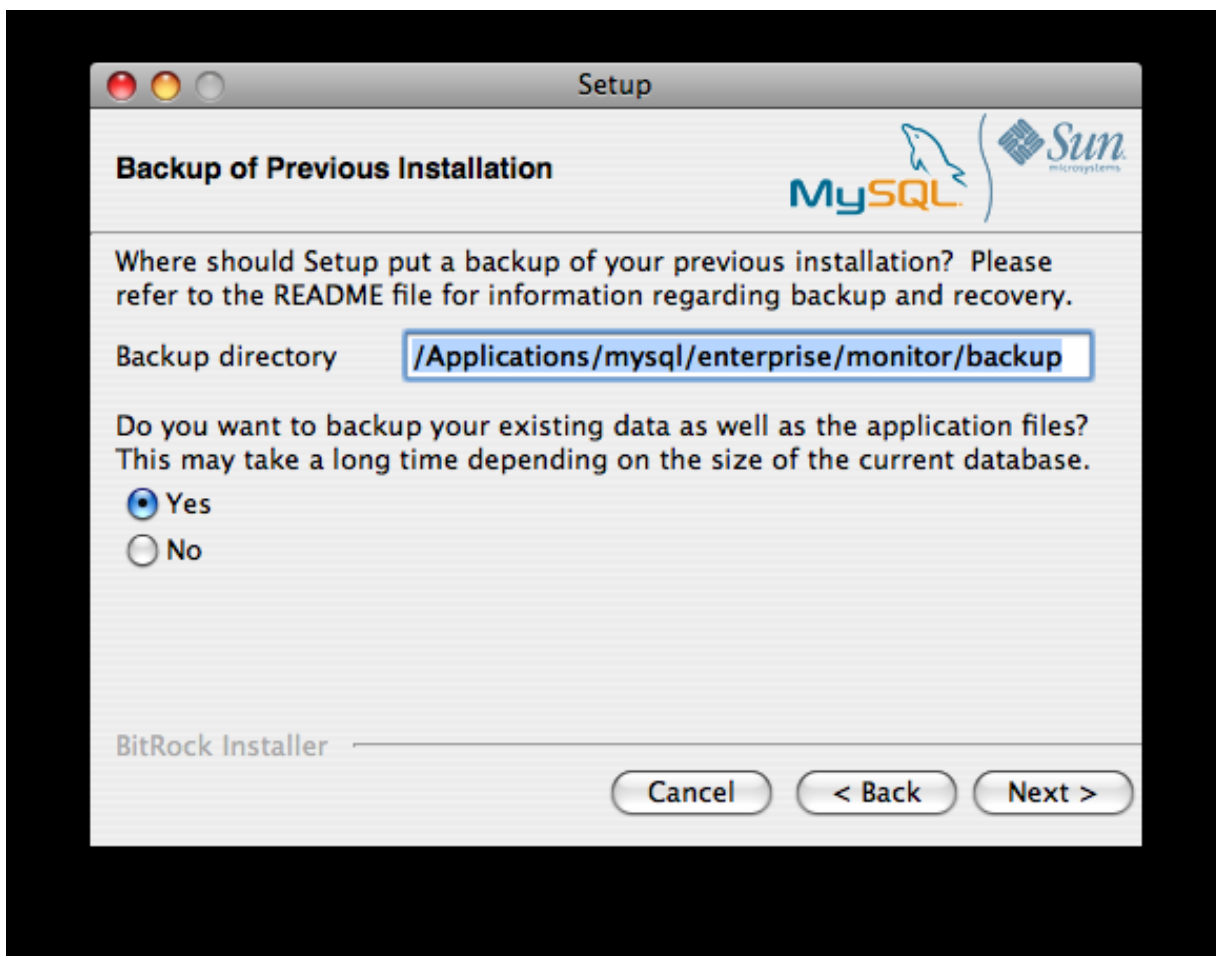 Setup
Backup of Previous Installation
MySQL
Sun
microsystems
Where should Setup put a backup of your previous installation? Please
refer to the README file for information regarding backup and recovery.
Backup directory /Applications/mysql/enterprise/monitor/backup
Do you want to backup your existing data as well as the application files?
This may take a long time depending on the size of the current database.
Yes
No
BitRock Installer
Cancel < Back Next >